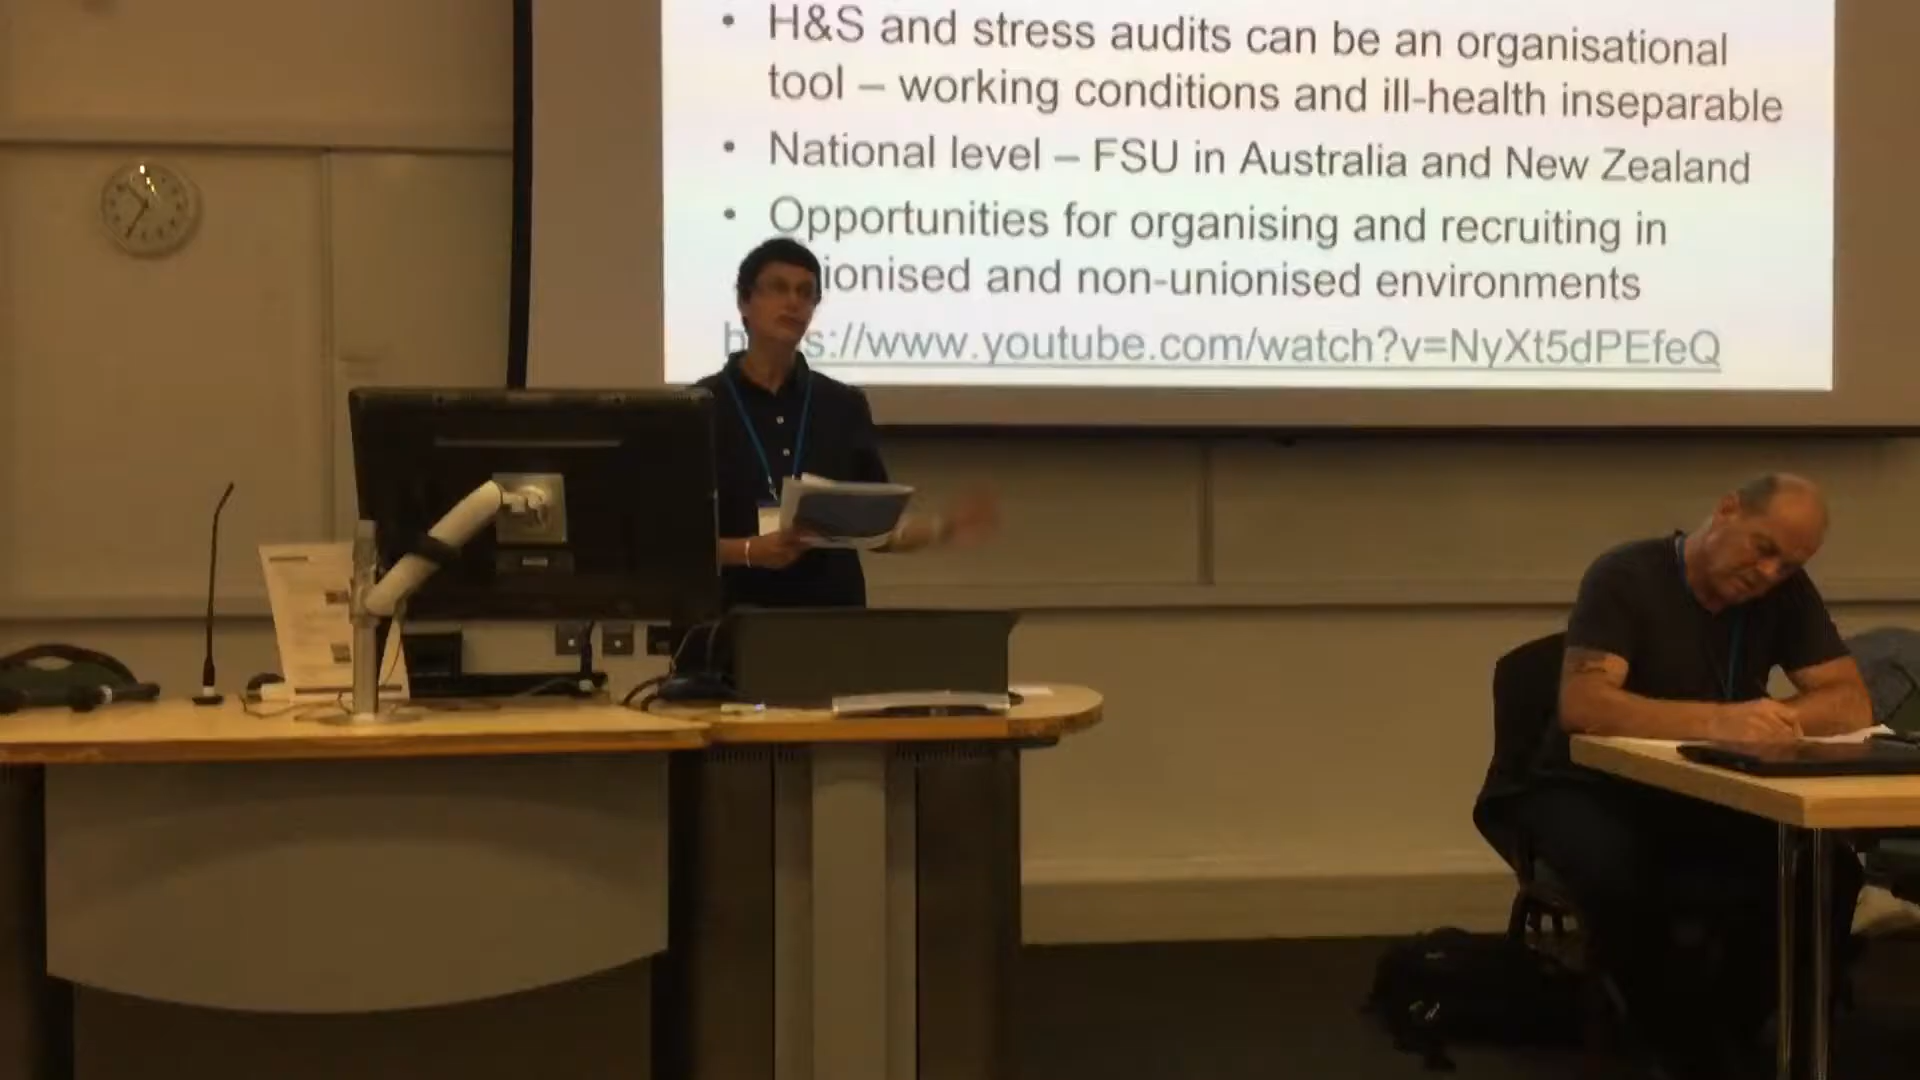 • H&S and stress audits can be an organisational
tool – working conditions and ill-health inseparable
• National level – FSU in Australia and New Zealand
• Opportunities for organising and recruiting in
ionised and non-unionised environments
s://www.youtube.com/watch?v=NyXt5dPEfeQ